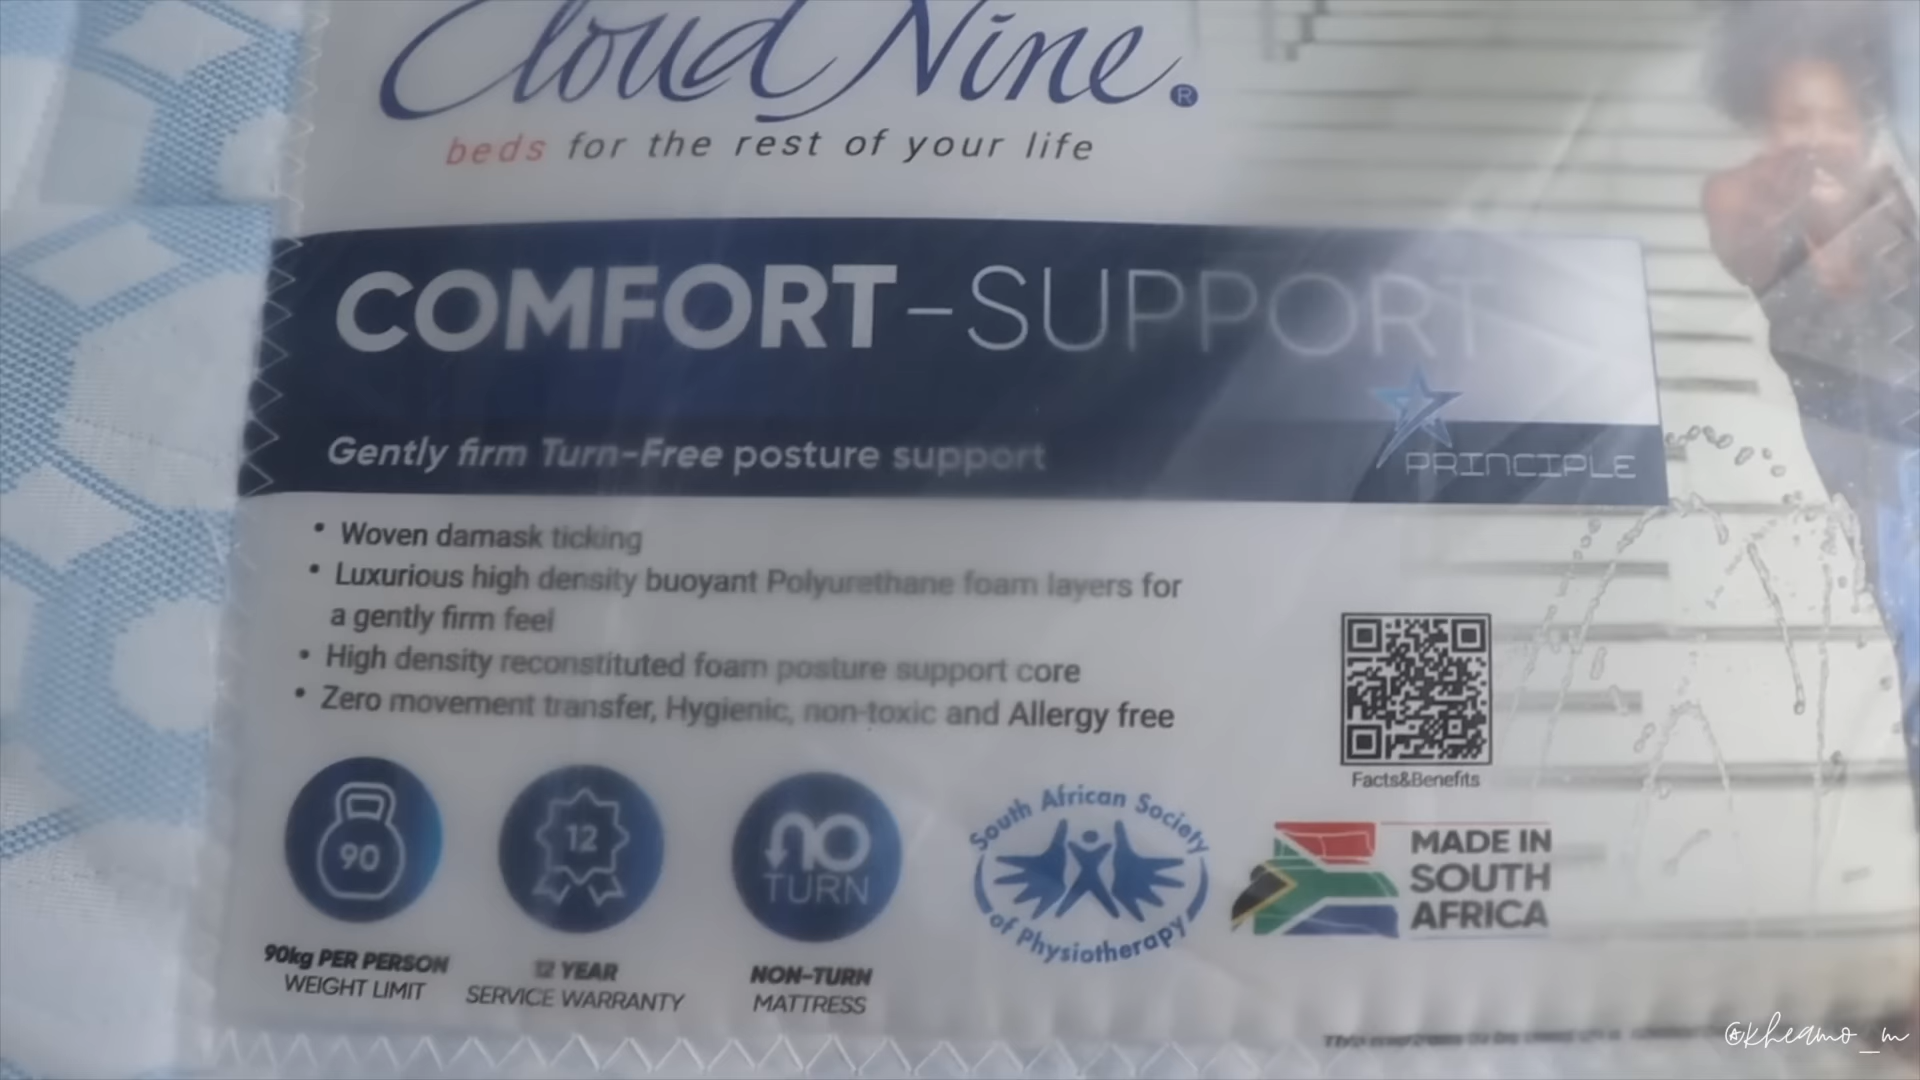 Cloud Nine®
beds for the rest of your life
COMFORT-SUPPORT
Gently firm Turn-Free posture support
PRINCIPLE
• Woven damask ticking
• Luxurious high density buoyant Polyurethane foam layers for
a gently firm feel
• High density reconstituted foam posture support core
• Zero movement transfer, Hygienic, non-toxic and Allergy free
Facts&Benefits
90
12
NO
TURN
South African Society
of Physiotherapy
MADE IN
SOUTH
AFRICA
90kg PER PERSON
WEIGHT LIMIT
12 YEAR
SERVICE WARRANTY
NON-TURN
MATTRESS
@kheamo_m